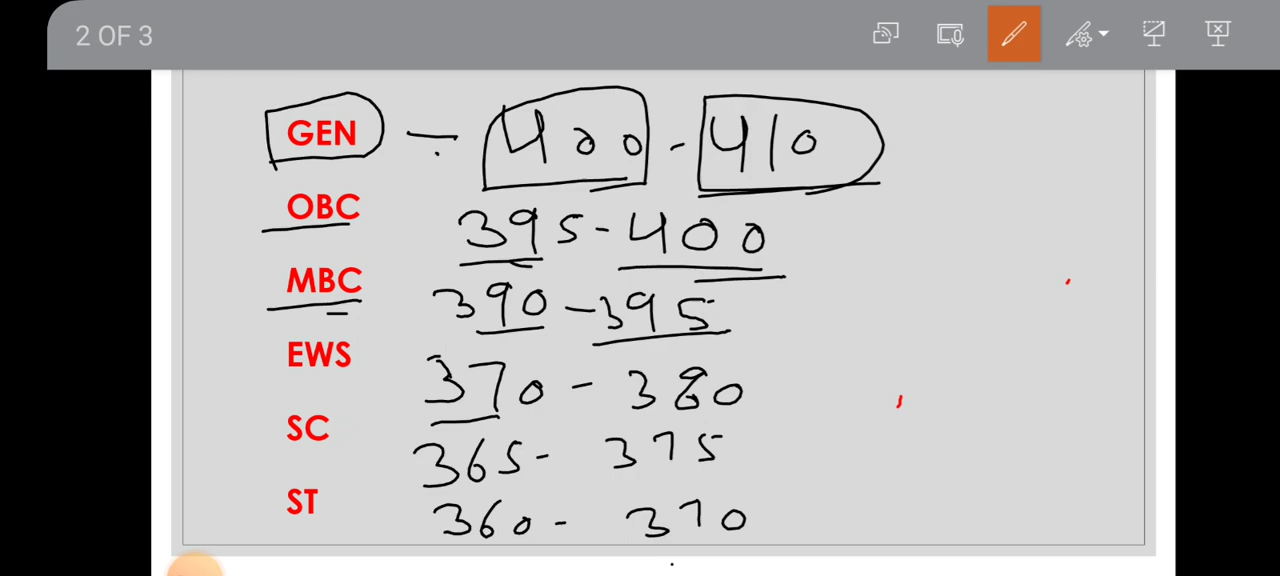 2 OF 3
GEN - 400 - 410
OBC 395 - 400
MBC 390 - 395
EWS 370 - 380
SC 365 - 375
ST 360 - 370